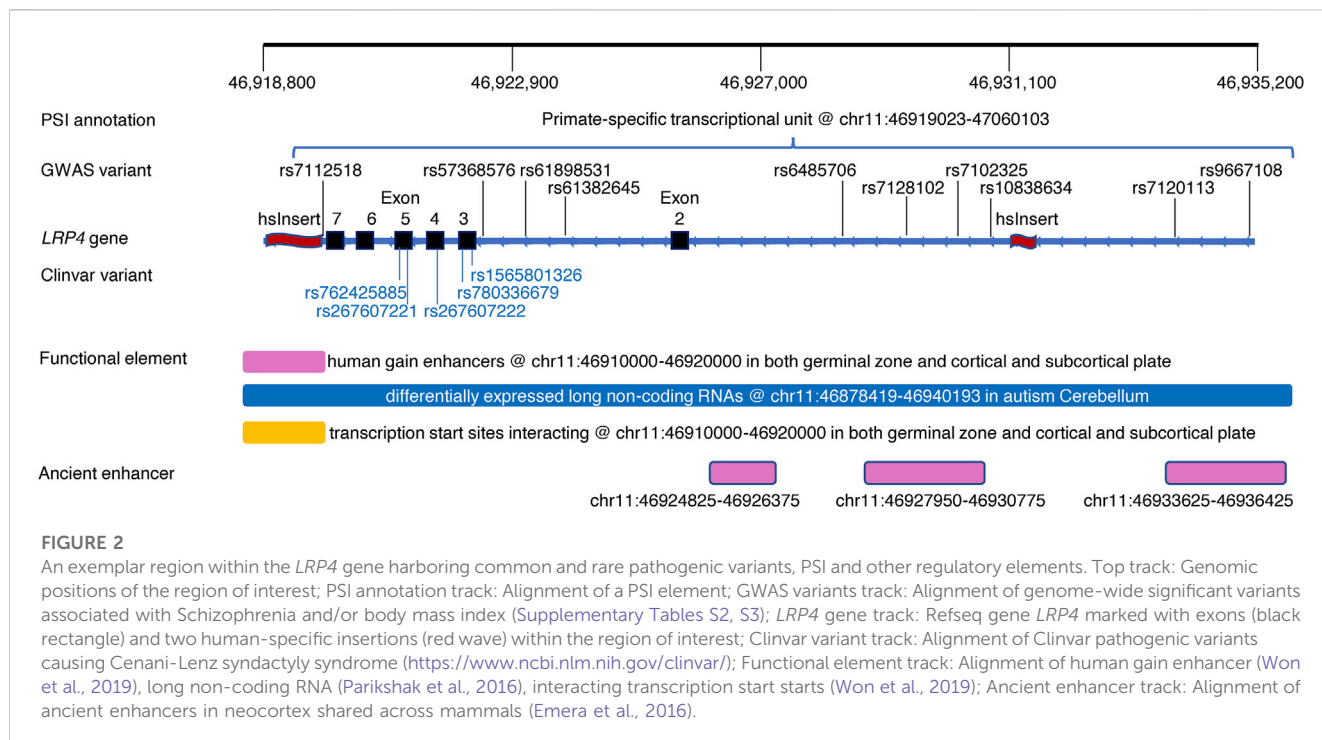 46,918,800 46,922,900 46,927,000 46,931,100 46,935,200
PSI annotation Primate-specific transcriptional unit @ chr11:46919023-47060103
GWAS variant rs7112518 rs57368576 rs61898531 rs6485706 rs7102325 rs9667108
rs61382645 rs7128102 rs10838634 rs7120113
Exon Exon
hsInsert 7 6 5 4 3 2 hsInsert
LRP4 gene
Clinvar variant rs1565801326
rs762425885 rs780336679
rs267607221 rs267607222
Functional element human gain enhancers @ chr11:46910000-46920000 in both germinal zone and cortical and subcortical plate
differentially expressed long non-coding RNAs @ chr11:46878419-46940193 in autism Cerebellum
transcription start sites interacting @ chr11:46910000-46920000 in both germinal zone and cortical and subcortical plate
Ancient enhancer
chr11:46924825-46926375 chr11:46927950-46930775 chr11:46933625-46936425
FIGURE 2
An exemplar region within the LRP4 gene harboring common and rare pathogenic variants, PSI and other regulatory elements. Top track: Genomic
positions of the region of interest; PSI annotation track: Alignment of a PSI element; GWAS variants track: Alignment of genome-wide significant variants
associated with Schizophrenia and/or body mass index (Supplementary Tables S2, S3); LRP4 gene track: Refseq gene LRP4 marked with exons (black
rectangle) and two human-specific insertions (red wave) within the region of interest; Clinvar variant track: Alignment of Clinvar pathogenic variants
causing Cenani-Lenz syndactyly syndrome (https://www.ncbi.nlm.nih.gov/clinvar/); Functional element track: Alignment of human gain enhancer (Won
et al., 2019), long non-coding RNA (Parikshak et al., 2016), interacting transcription start starts (Won et al., 2019); Ancient enhancer track: Alignment of
ancient enhancers in neocortex shared across mammals (Emera et al., 2016).